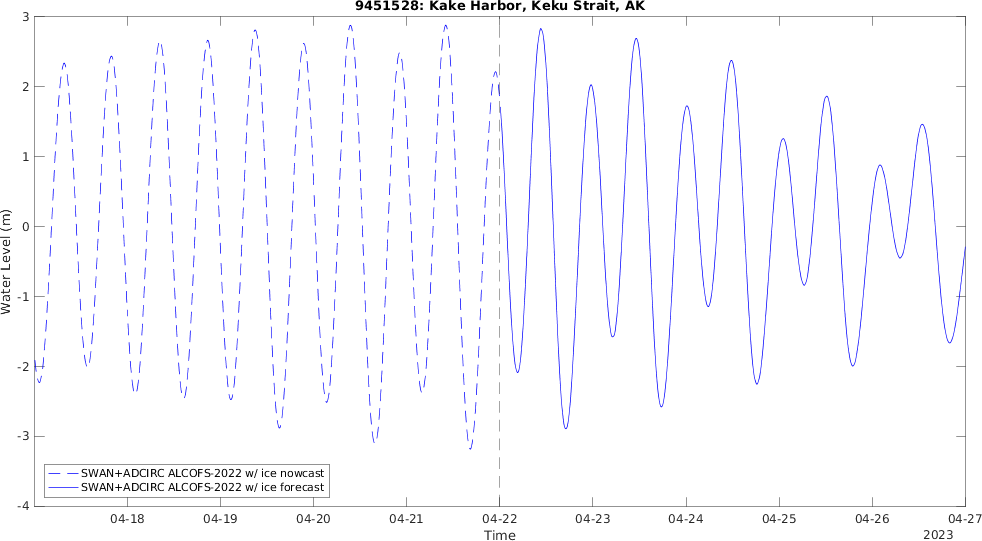 9451528: Kake Harbor, Keku Strait, AK
3
2
1
0
-1
-2
-3
-4
Water Level (m)
SWAN+ADCIRC ALCOFS-2022 w/ ice nowcast
SWAN+ADCIRC ALCOFS-2022 w/ ice forecast
04-18 04-19 04-20 04-21 04-22 04-23 04-24 04-25 04-26 04-27
Time
2023